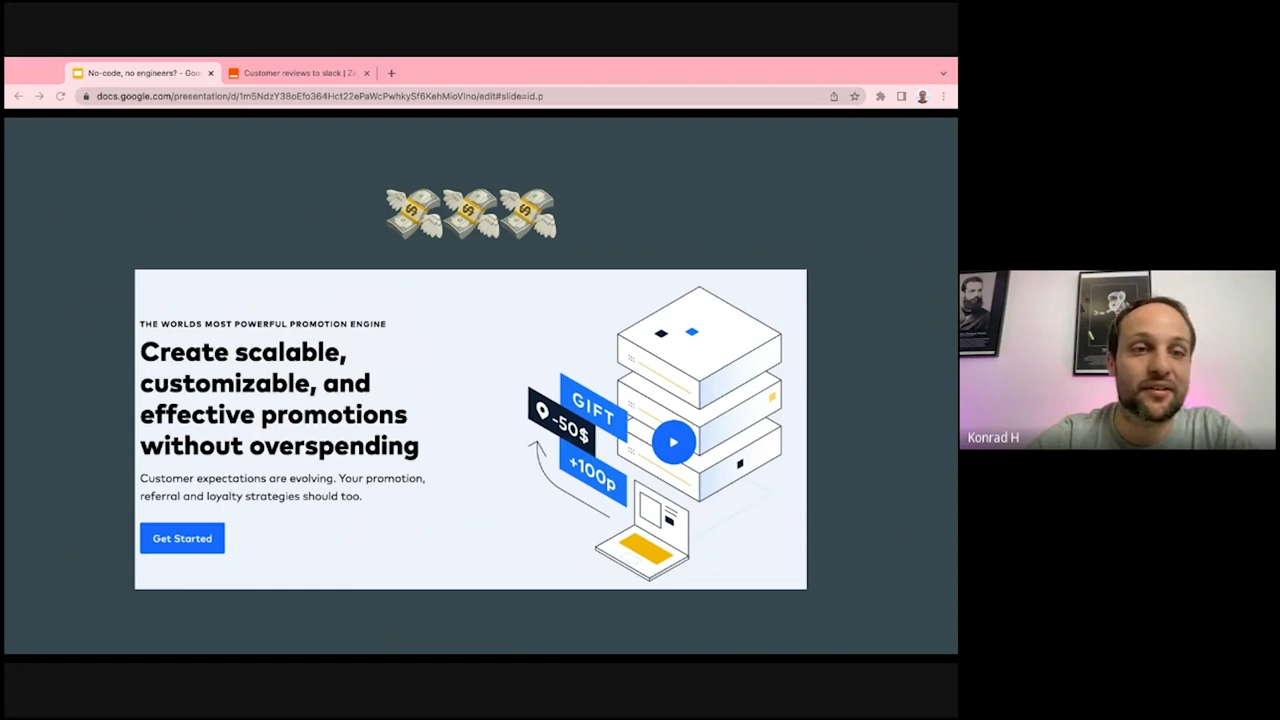 No-code, no engineers? - Goo
Customer reviews to slack | Za
docs.google.com/presentation/d/1m5NdzY38oEfo364Hct22ePaWcPwhkySf6KehMioVIno/edit#slide=id.p
THE WORLDS MOST POWERFUL PROMOTION ENGINE
Create scalable,
customizable, and
effective promotions
without overspending
Customer expectations are evolving. Your promotion,
referral and loyalty strategies should too.
Get Started
GIFT
-50$
+100p
Konrad H